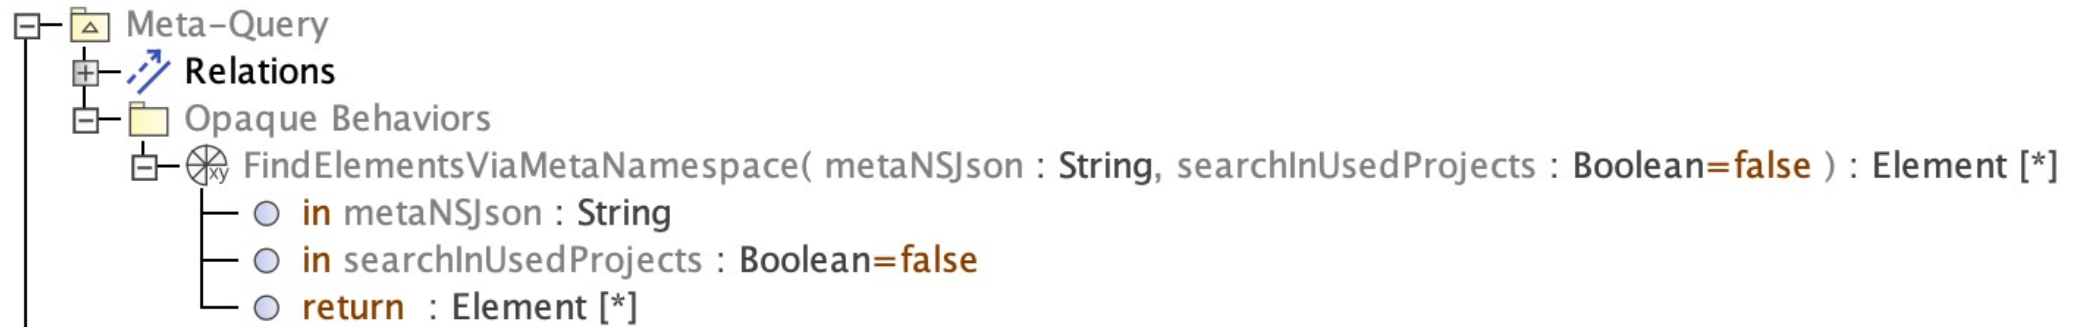 Meta-Query
Relations
Opaque Behaviors
xy FindElementsViaMetaNamespace( metaNSJson : String, searchInUsedProjects : Boolean=false ) : Element [*]
in metaNSJson : String
in searchInUsedProjects : Boolean=false
return : Element [*]